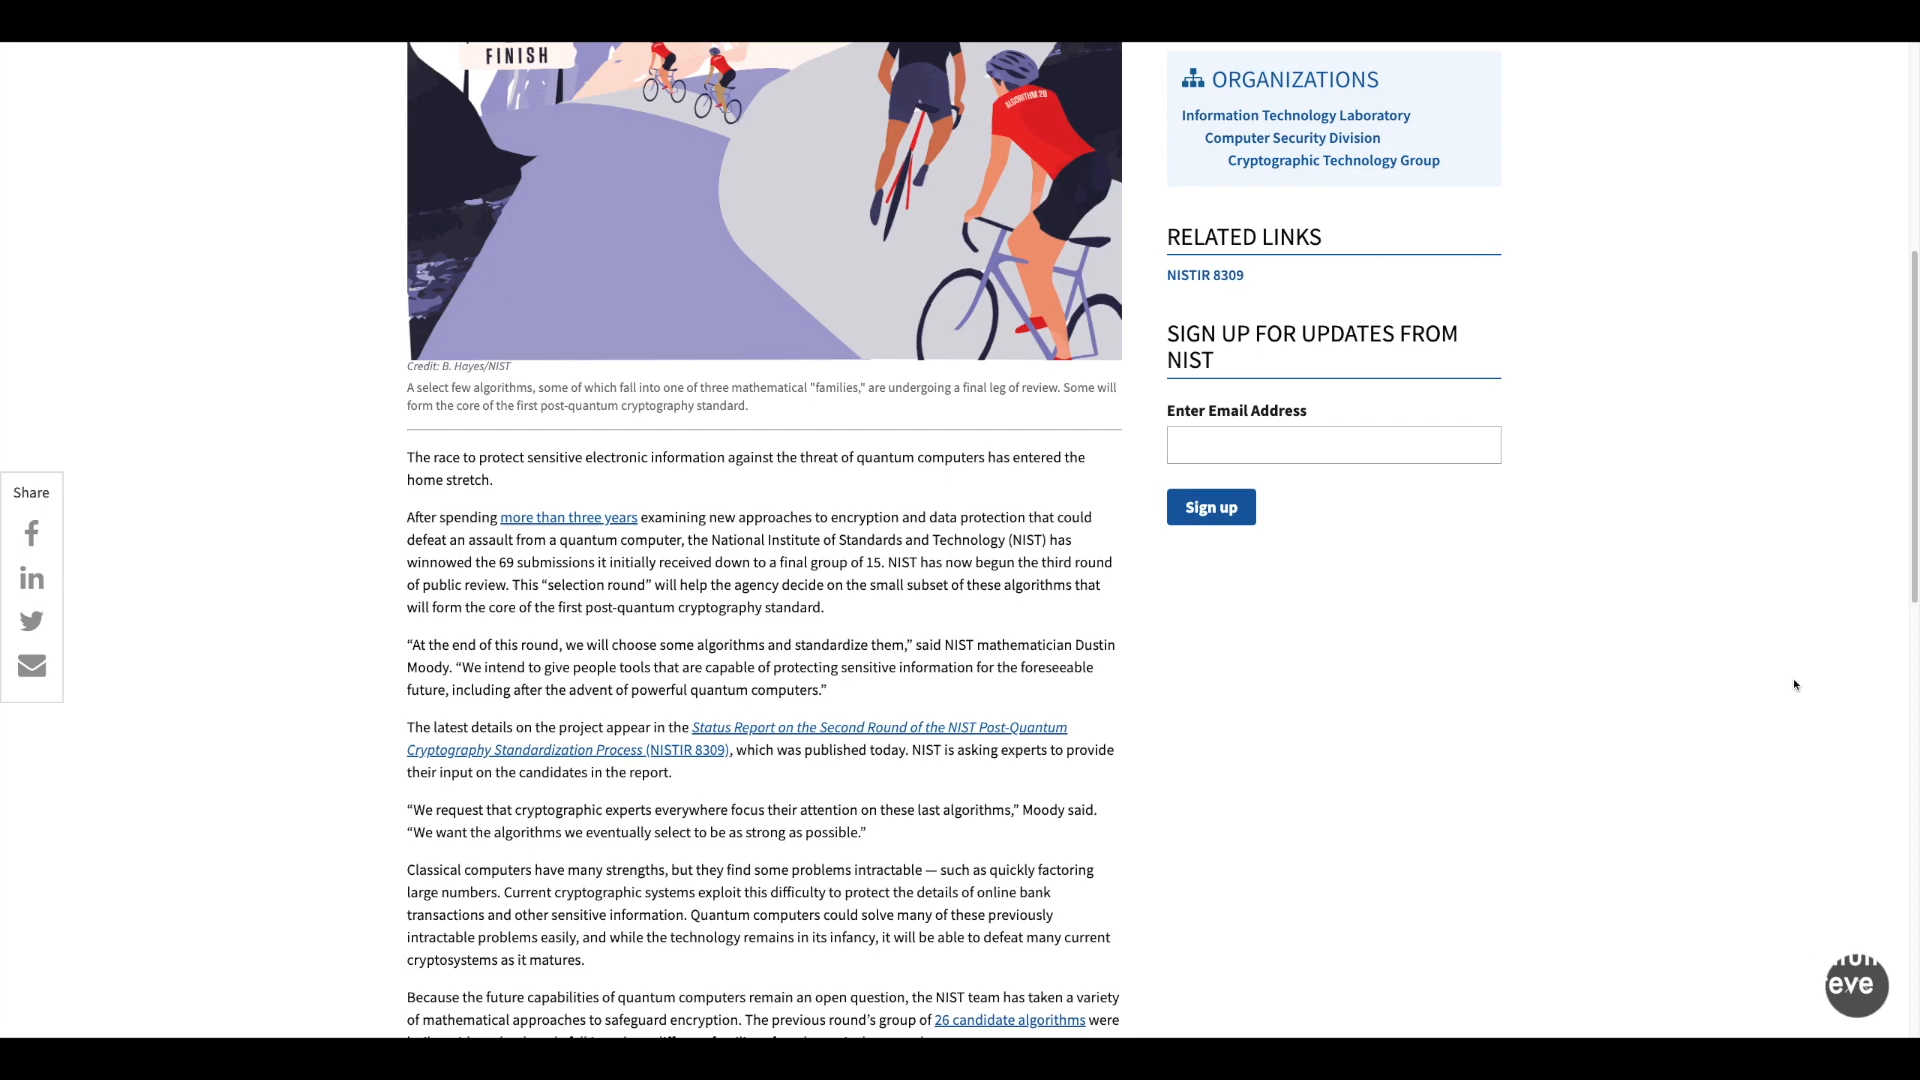 FINISH
ALGORITHM 29
Credit: B. Hayes/NIST
A select few algorithms, some of which fall into one of three mathematical "families," are undergoing a final leg of review. Some will
form the core of the first post-quantum cryptography standard.
The race to protect sensitive electronic information against the threat of quantum computers has entered the
home stretch.
After spending more than three years examining new approaches to encryption and data protection that could
defeat an assault from a quantum computer, the National Institute of Standards and Technology (NIST) has
winnowed the 69 submissions it initially received down to a final group of 15. NIST has now begun the third round
of public review. This “selection round” will help the agency decide on the small subset of these algorithms that
will form the core of the first post-quantum cryptography standard.
“At the end of this round, we will choose some algorithms and standardize them,” said NIST mathematician Dustin
Moody. “We intend to give people tools that are capable of protecting sensitive information for the foreseeable
future, including after the advent of powerful quantum computers.”
The latest details on the project appear in the Status Report on the Second Round of the NIST Post-Quantum
Cryptography Standardization Process (NISTIR 8309), which was published today. NIST is asking experts to provide
their input on the candidates in the report.
“We request that cryptographic experts everywhere focus their attention on these last algorithms,” Moody said.
“We want the algorithms we eventually select to be as strong as possible.”
Classical computers have many strengths, but they find some problems intractable — such as quickly factoring
large numbers. Current cryptographic systems exploit this difficulty to protect the details of online bank
transactions and other sensitive information. Quantum computers could solve many of these previously
intractable problems easily, and while the technology remains in its infancy, it will be able to defeat many current
cryptosystems as it matures.
Because the future capabilities of quantum computers remain an open question, the NIST team has taken a variety
of mathematical approaches to safeguard encryption. The previous round’s group of 26 candidate algorithms were
ORGANIZATIONS
Information Technology Laboratory
Computer Security Division
Cryptographic Technology Group
RELATED LINKS
NISTIR 8309
SIGN UP FOR UPDATES FROM
NIST
Enter Email Address
Sign up
Share
eve